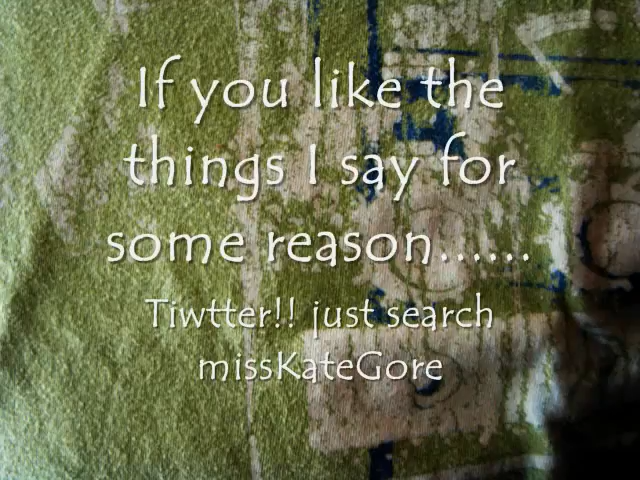 If you like the
things I say for
some reason......
Tiwtter!! just search
missKateGore